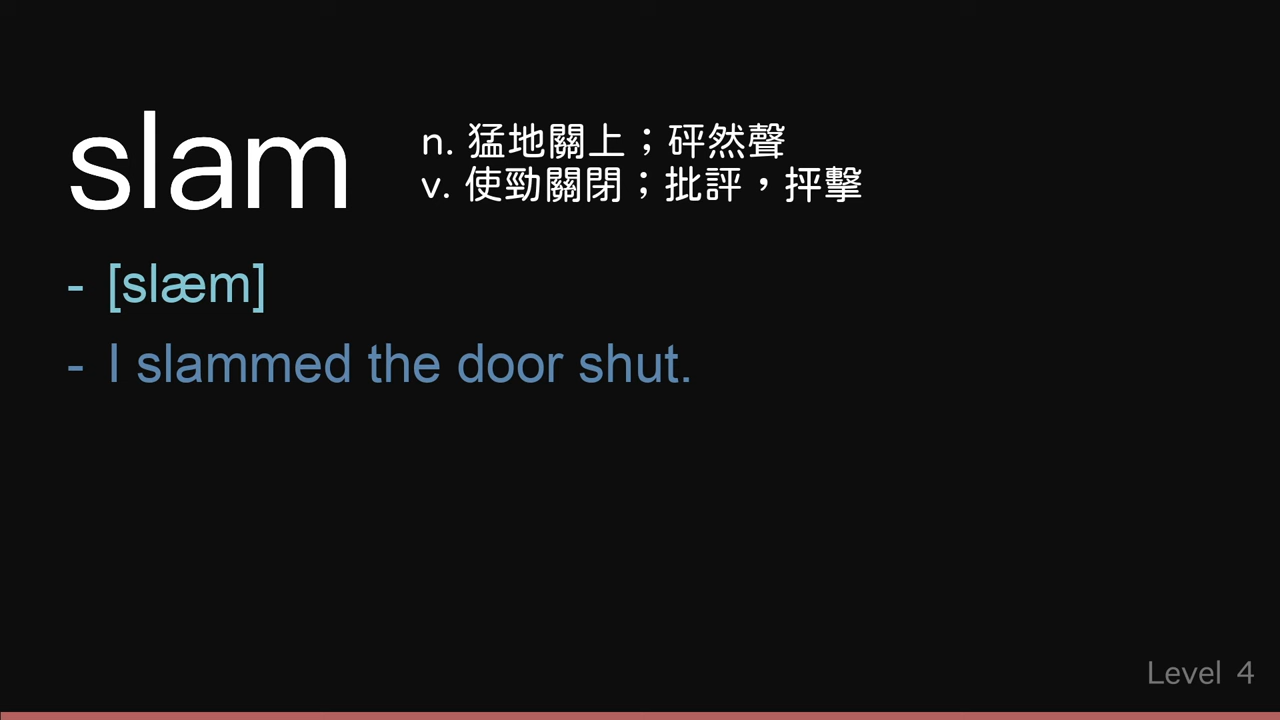 slam
n. 猛地關上；砰然聲
v. 使勁關閉；批評，抨擊
- [slæm]
- I slammed the door shut.
Level 4